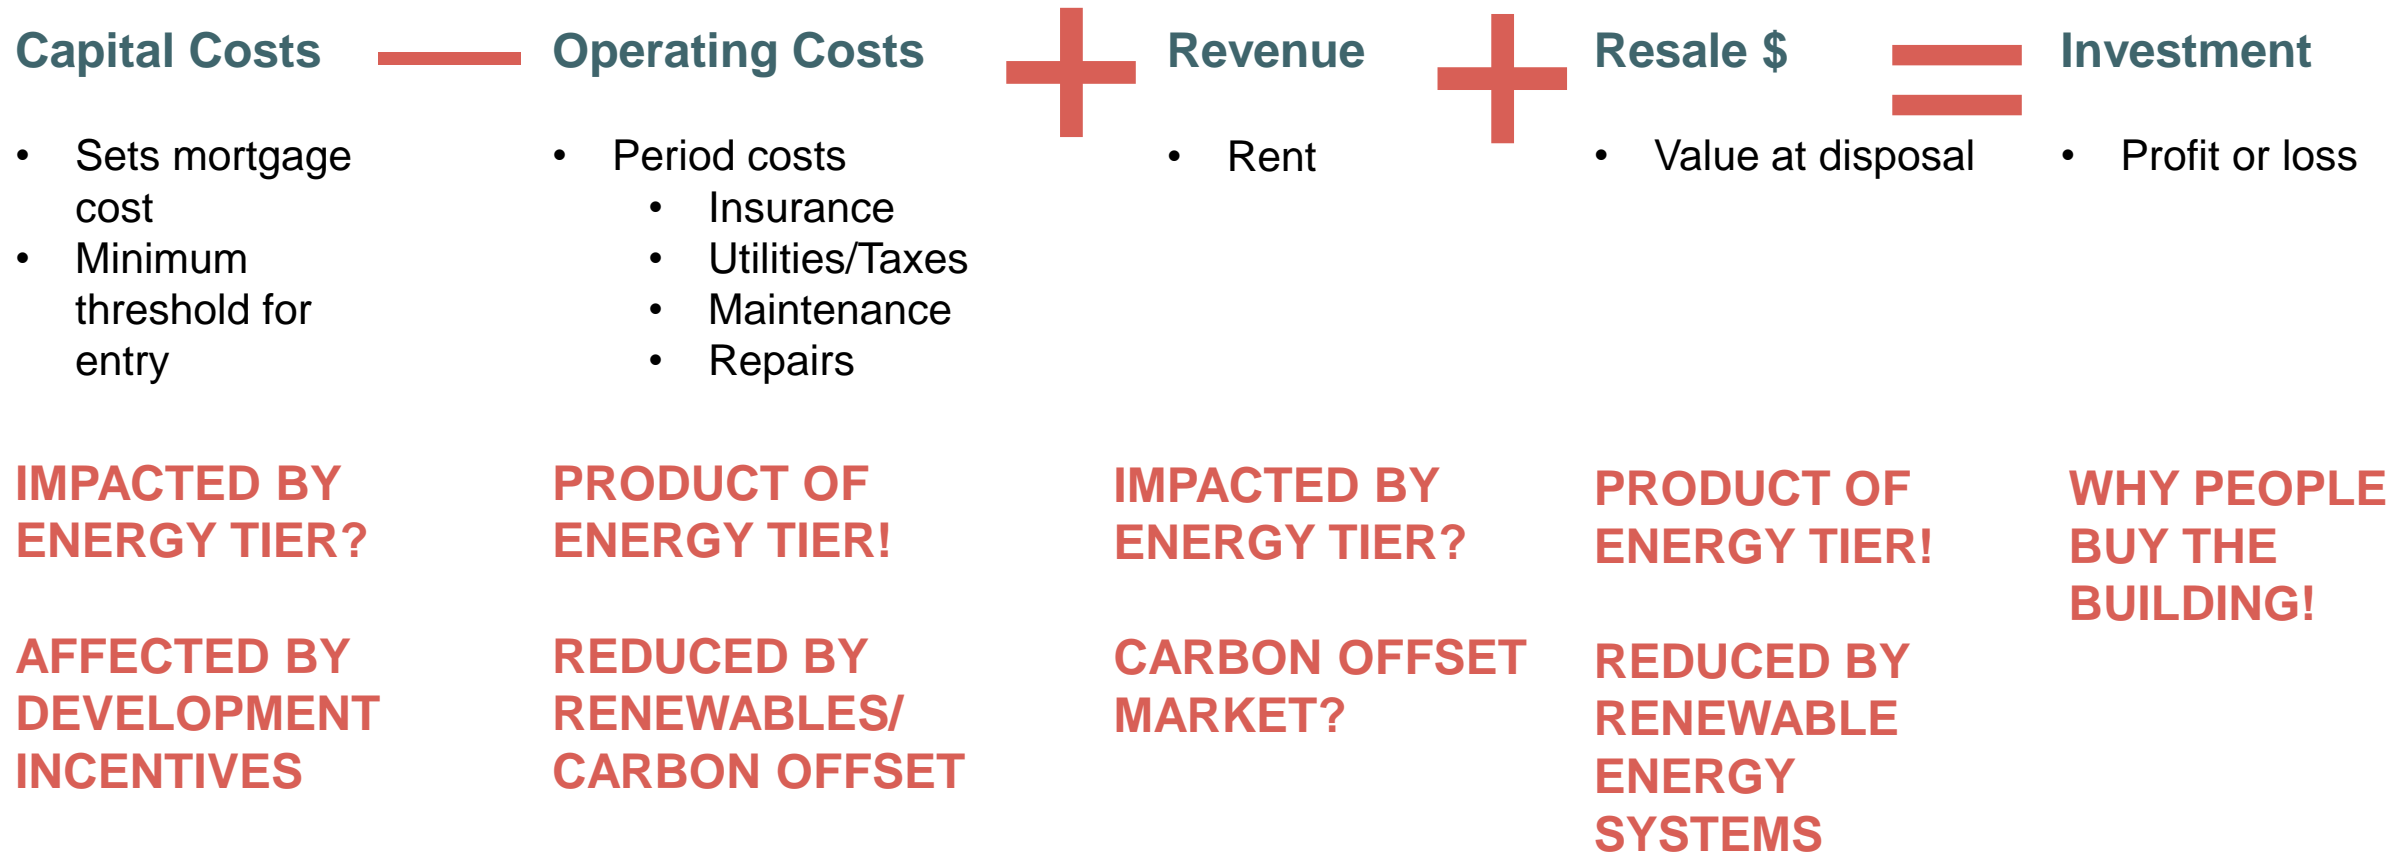 Capital Costs
• Sets mortgage
cost
• Minimum
threshold for
entry
IMPACTED BY
ENERGY TIER?
AFFECTED BY
DEVELOPMENT
INCENTIVES
Operating Costs
• Period costs
• Insurance
• Utilities/Taxes
• Maintenance
• Repairs
PRODUCT OF
ENERGY TIER!
REDUCED BY
RENEWABLES/
CARBON OFFSET
Revenue
• Rent
IMPACTED BY
ENERGY TIER?
CARBON OFFSET
MARKET?
Resale $
• Value at disposal
PRODUCT OF
ENERGY TIER!
REDUCED BY
RENEWABLE
ENERGY
SYSTEMS
Investment
• Profit or loss
WHY PEOPLE
BUY THE
BUILDING!